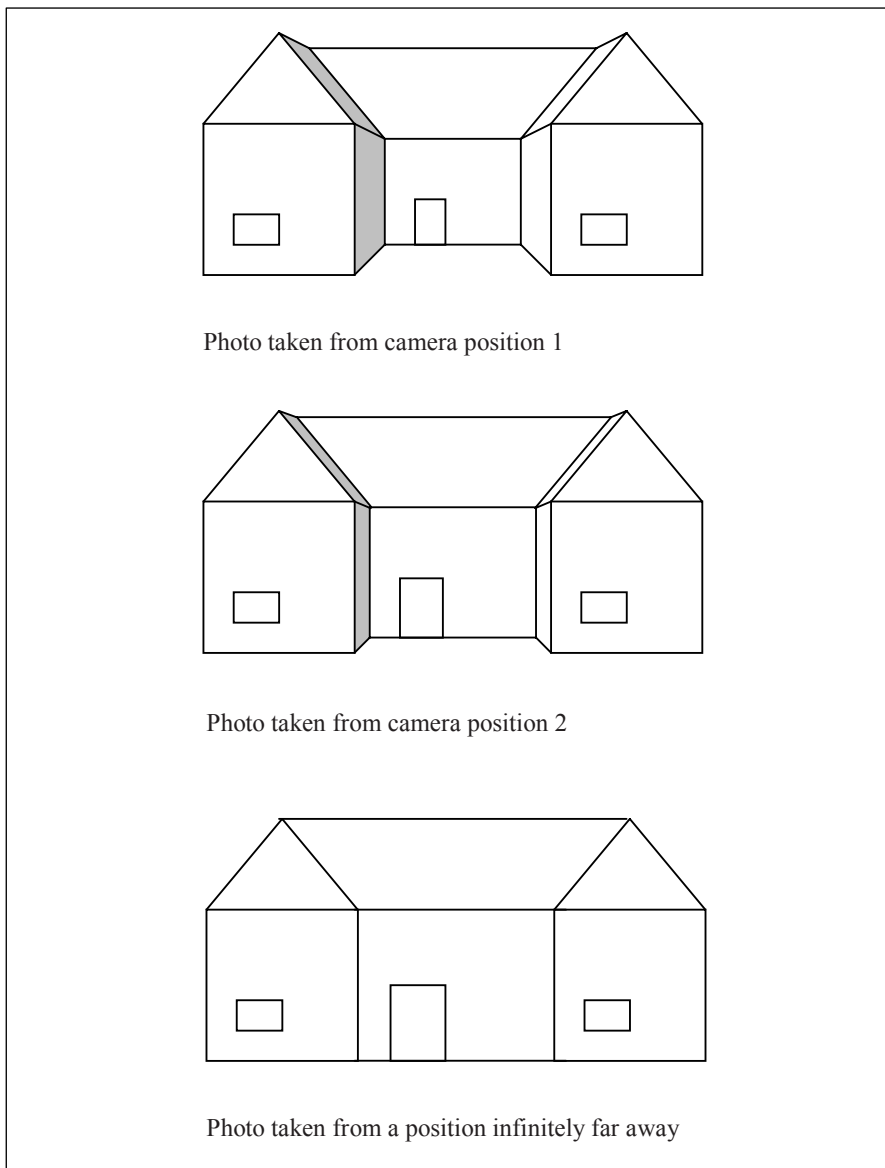 Photo taken from camera position 1
Photo taken from camera position 2
Photo taken from a position infinitely far away